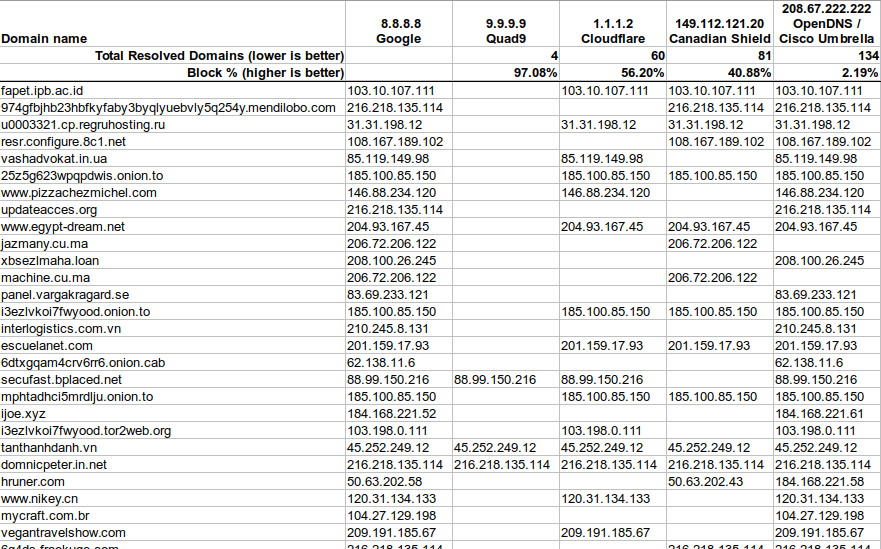 208.67.222.222
8.8.8.8 9.9.9.9 1.1.1.2 149.112.121.20 OpenDNS /
Domain name Google Quad9 Cloudflare Canadian Shield Cisco Umbrella
Total Resolved Domains (lower is better) 4 60 81 134
Block % (higher is better) 97.08% 56.20% 40.88% 2.19%
fapet.ipb.ac.id 103.10.107.111 103.10.107.111 103.10.107.111 103.10.107.111
974gfbjhb23hbfkyfaby3byqlyuebvly5q254y.mendilobo.com 216.218.135.114 216.218.135.114 216.218.135.114
u0003321.cp.regruhosting.ru 31.31.198.12 31.31.198.12 31.31.198.12 31.31.198.12
resr.configure.8c1.net 108.167.189.102 108.167.189.102 108.167.189.102
vashadvokat.in.ua 85.119.149.98 85.119.149.98 85.119.149.98
25z5g623wpqpdwis.onion.to 185.100.85.150 185.100.85.150 185.100.85.150 185.100.85.150
www.pizzachezmichel.com 146.88.234.120 146.88.234.120 146.88.234.120
updateacces.org 216.218.135.114 216.218.135.114
www.egypt-dream.net 204.93.167.45 204.93.167.45 204.93.167.45 204.93.167.45
jazmany.cu.ma 206.72.206.122 206.72.206.122
xbsezlmaha.loan 208.100.26.245 208.100.26.245
machine.cu.ma 206.72.206.122 206.72.206.122
panel.vargakragard.se 83.69.233.121 83.69.233.121
i3ezlvkoi7fwyood.onion.to 185.100.85.150 185.100.85.150 185.100.85.150 185.100.85.150
interlogistics.com.vn 210.245.8.131 210.245.8.131
escuelanet.com 201.159.17.93 201.159.17.93 201.159.17.93 201.159.17.93
6dtxgqam4crv6rr6.onion.cab 62.138.11.6 62.138.11.6
secufast.bplaced.net 88.99.150.216 88.99.150.216 88.99.150.216 88.99.150.216
mphtadhci5mrdlju.onion.to 185.100.85.150 185.100.85.150 185.100.85.150 185.100.85.150
ijoe.xyz 184.168.221.52 184.168.221.61
i3ezlvkoi7fwyood.tor2web.org 103.198.0.111 103.198.0.111 103.198.0.111
tanthanhdanh.vn 45.252.249.12 45.252.249.12 45.252.249.12 45.252.249.12 45.252.249.12
domnicpeter.in.net 216.218.135.114 216.218.135.114 216.218.135.114 216.218.135.114 216.218.135.114
hruner.com 50.63.202.58 50.63.202.43 184.168.221.58
www.nikey.cn 120.31.134.133 120.31.134.133 120.31.134.133
mycraft.com.br 104.27.129.198 104.27.129.198
vegantravelshow.com 209.191.185.67 209.191.185.67 209.191.185.67